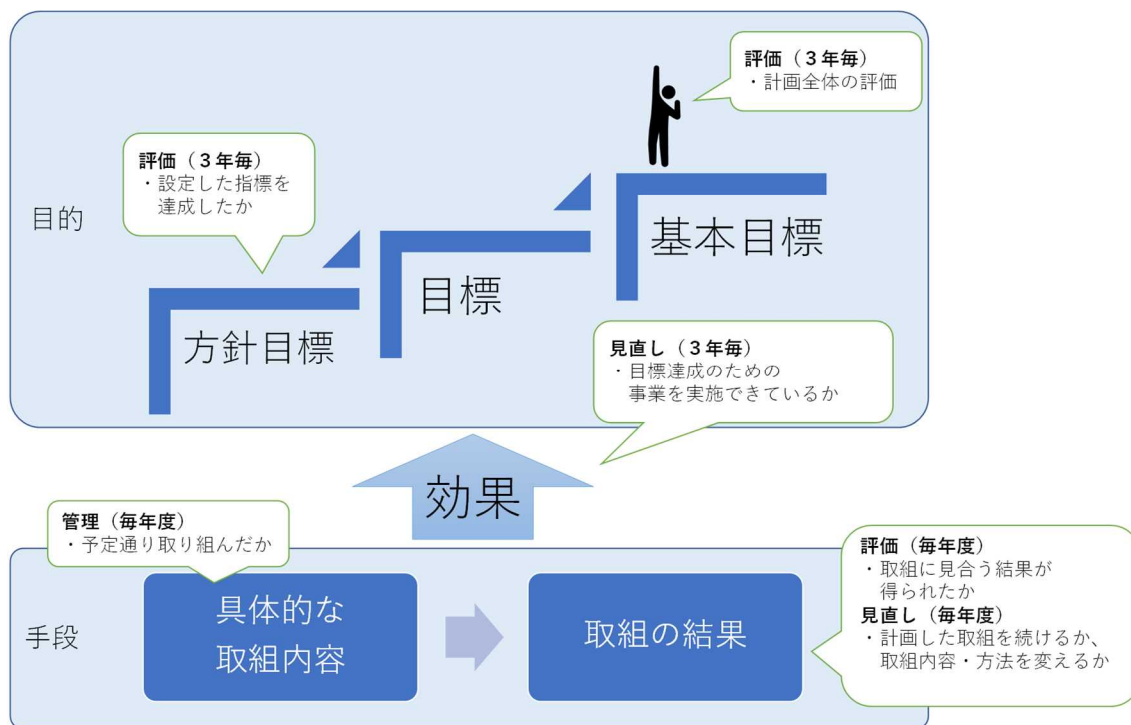 評価（３年毎）
・計画全体の評価
評価（３年毎）
・設定した指標を
達成したか
目的
基本目標
目標
方針目標
見直し（３年毎）
・目標達成のための
事業を実施できているか
効果
管理（毎年度）
・予定通り取り組んだか
手段
具体的な
取組内容
取組の結果
評価（毎年度）
・取組に見合う結果が
得られたか
見直し（毎年度）
・計画した取組を続けるか、
取組内容・方法を変えるか